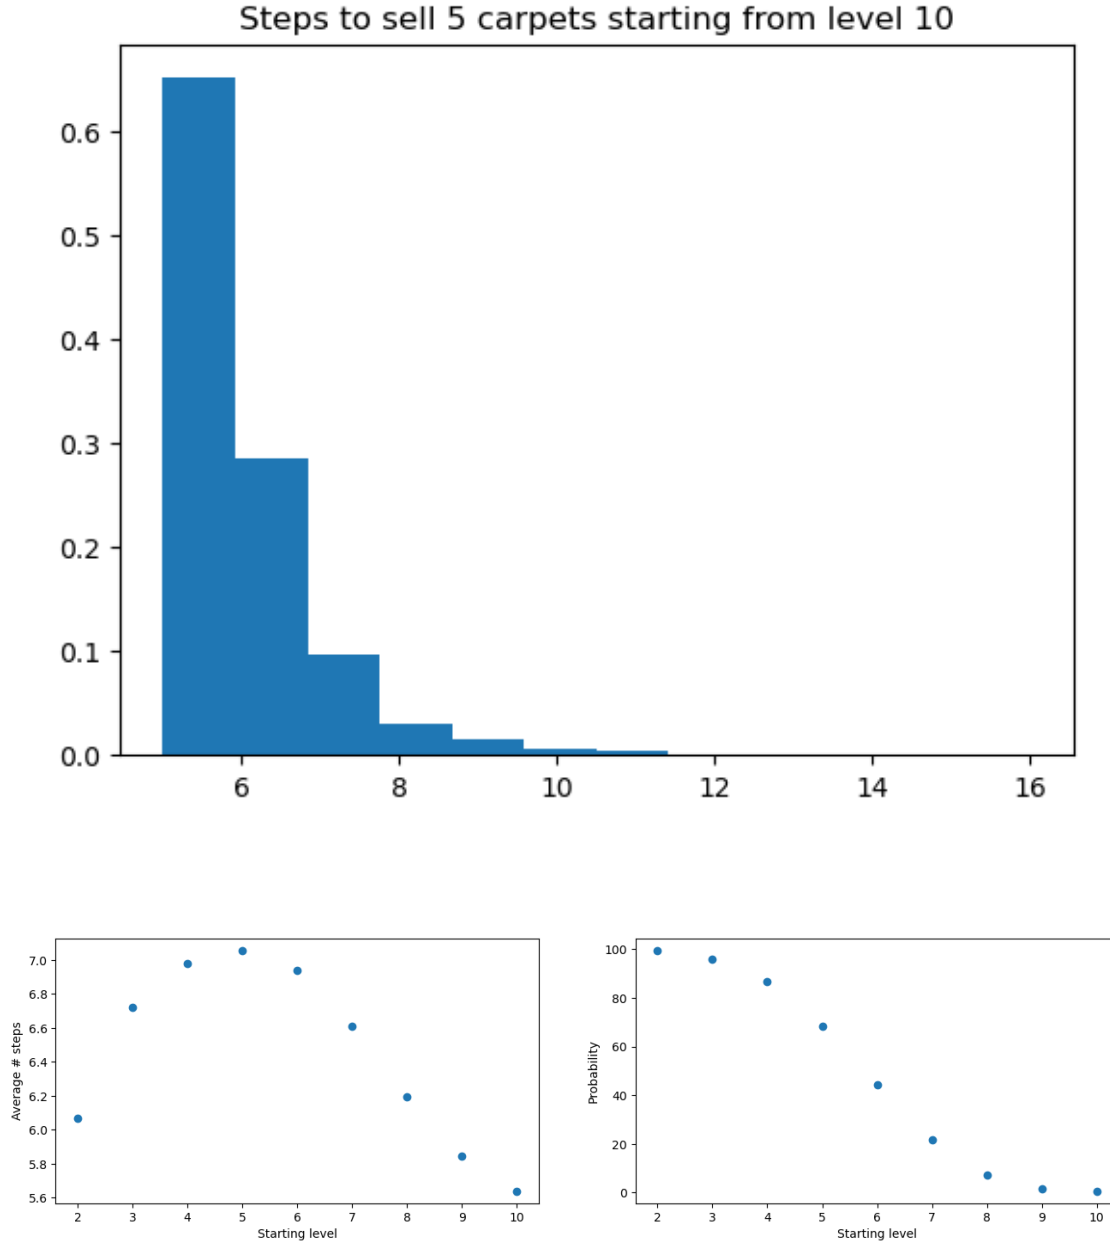 Steps to sell 5 carpets starting from level 10
0.6
0.5
0.4
0.3
0.2
0.1
0.0
6 8 10 12 14 16
7.0
6.8
6.6
6.4
6.2
6.0
5.8
5.6
Average # steps
2 3 4 5 6 7 8 9 10
Starting level
100
80
60
40
20
0
Probability
2 3 4 5 6 7 8 9 10
Starting level